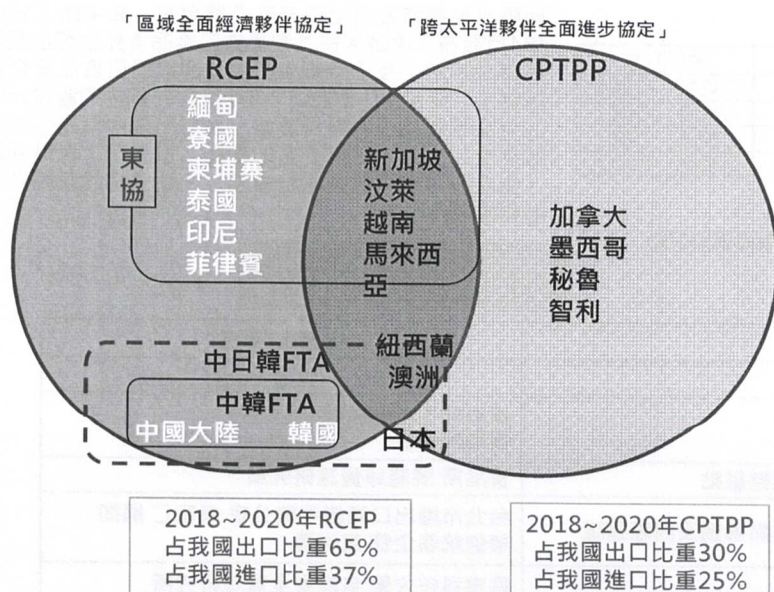 「區域全面經濟夥伴協定」
「跨太平洋夥伴全面進步協定」
RCEP
CPTPP
東協
緬甸
寮國
柬埔寨
泰國
印尼
菲律賓
新加坡
汶萊
越南
馬來西
亞
加拿大
墨西哥
秘魯
智利
紐西蘭
澳洲
中日韓FTA
中韓FTA
中國大陸 韓國
日本
2018~2020年RCEP
占我國出口比重65%
占我國進口比重37%
2018~2020年CPTPP
占我國出口比重30%
占我國進口比重25%